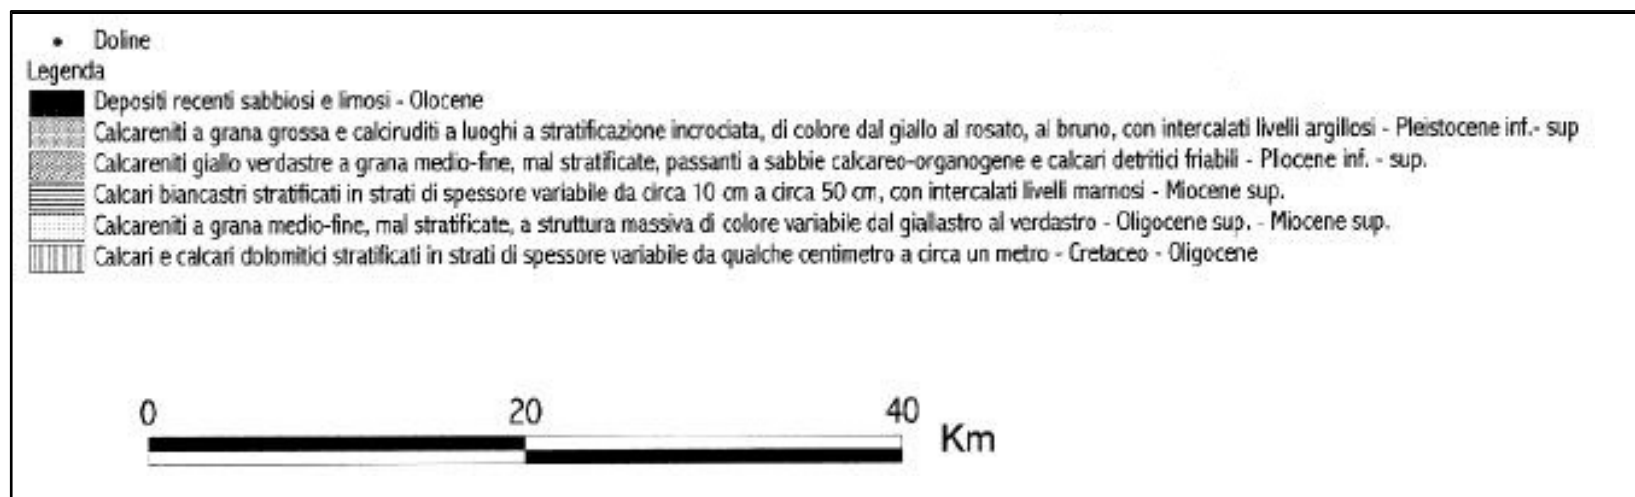 Doline
Legenda
Depositi recenti sabbiosi e limosi - Olocene
Calcareniti a grana grossa e calciruditi a luoghi a stratificazione incrociata, di colore dal giallo al rosato, al bruno, con intercalati livelli argillosi - Pleistocene inf.- sup
Calcareniti giallo verdastre a grana medio-fine, mal stratificate, passanti a sabbie calcareo-organogene e calcari detritici friabili - Pliocene inf. - sup.
Calcari biancastri stratificati in strati di spessore variabile da circa 10 cm a circa 50 cm, con intercalati livelli marnosi - Miocene sup.
Calcareniti a grana medio-fine, mal stratificate, a struttura massiva di colore variabile dal giallastro al verdastro - Oligocene sup. - Miocene sup.
Calcari e calcari dolomitici stratificati in strati di spessore variabile da qualche centimetro a circa un metro - Cretaceo - Oligocene
0 20 40 Km